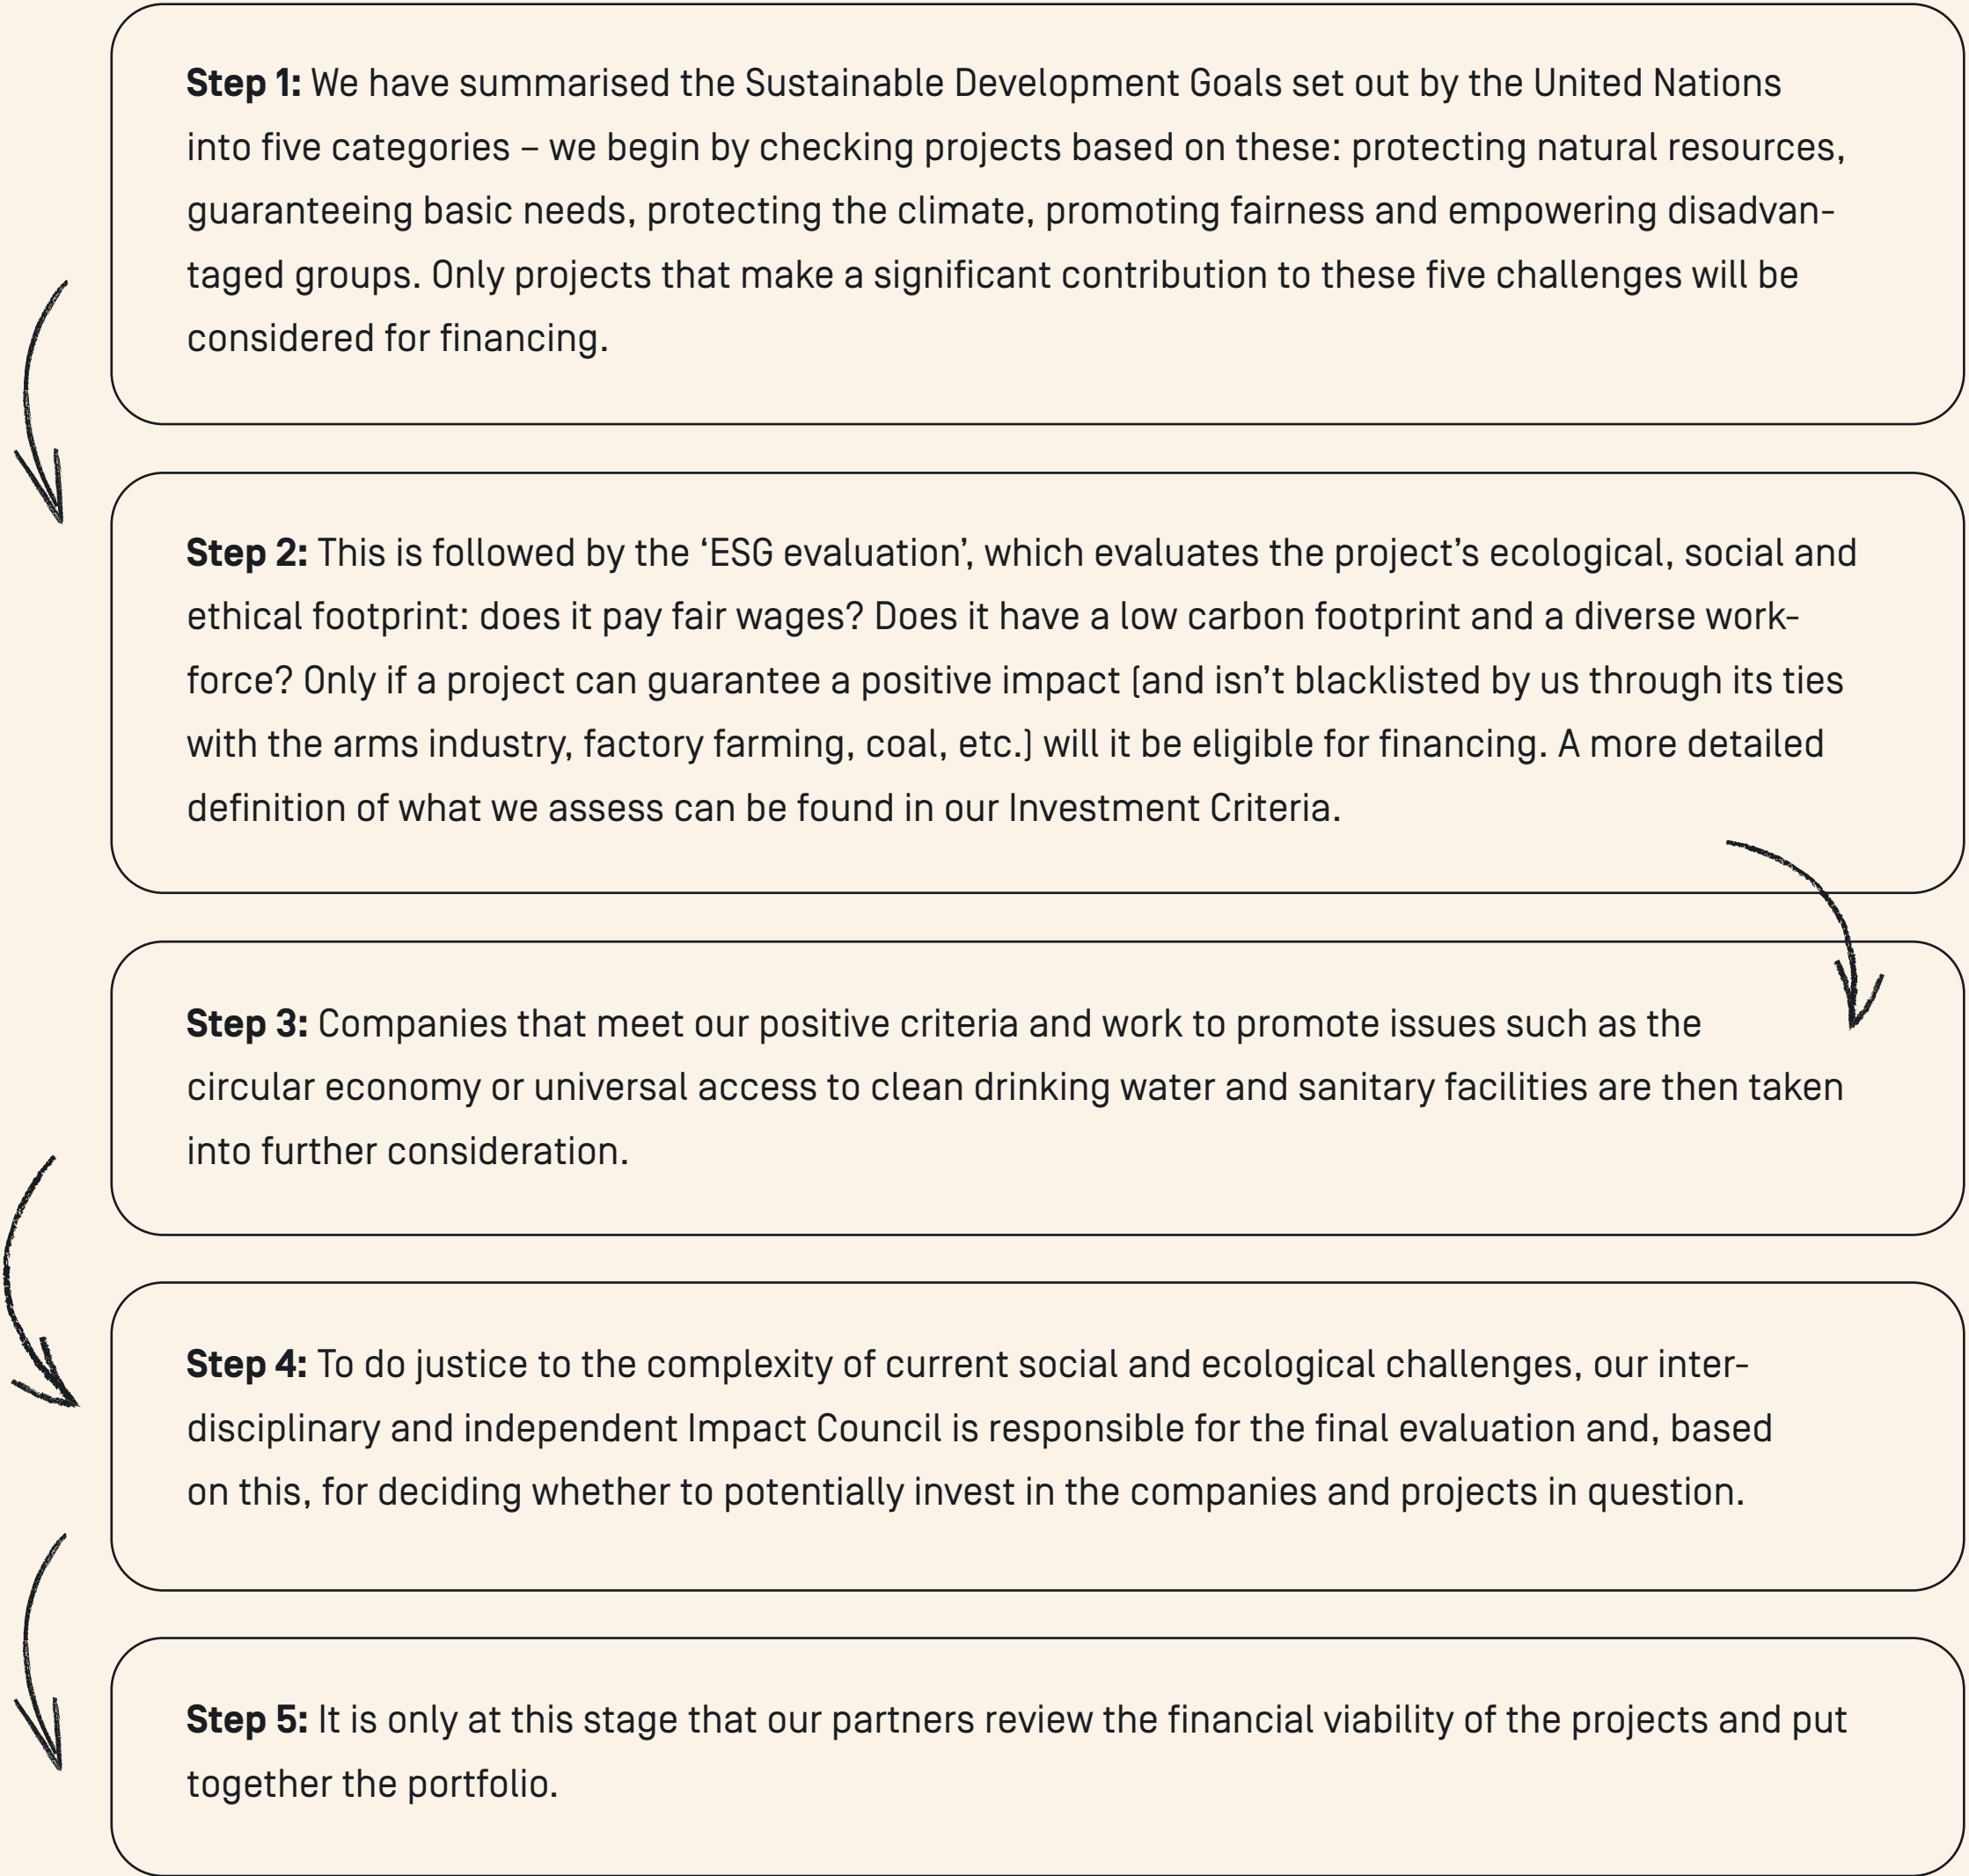 Step 1: We have summarised the Sustainable Development Goals set out by the United Nations
into five categories – we begin by checking projects based on these: protecting natural resources,
guaranteeing basic needs, protecting the climate, promoting fairness and empowering disadvan-
taged groups. Only projects that make a significant contribution to these five challenges will be
considered for financing.
Step 2: This is followed by the ‘ESG evaluation’, which evaluates the project’s ecological, social and
ethical footprint: does it pay fair wages? Does it have a low carbon footprint and a diverse work-
force? Only if a project can guarantee a positive impact (and isn’t blacklisted by us through its ties
with the arms industry, factory farming, coal, etc.) will it be eligible for financing. A more detailed
definition of what we assess can be found in our Investment Criteria.
Step 3: Companies that meet our positive criteria and work to promote issues such as the
circular economy or universal access to clean drinking water and sanitary facilities are then taken
into further consideration.
Step 4: To do justice to the complexity of current social and ecological challenges, our inter-
disciplinary and independent Impact Council is responsible for the final evaluation and, based
on this, for deciding whether to potentially invest in the companies and projects in question.
Step 5: It is only at this stage that our partners review the financial viability of the projects and put
together the portfolio.